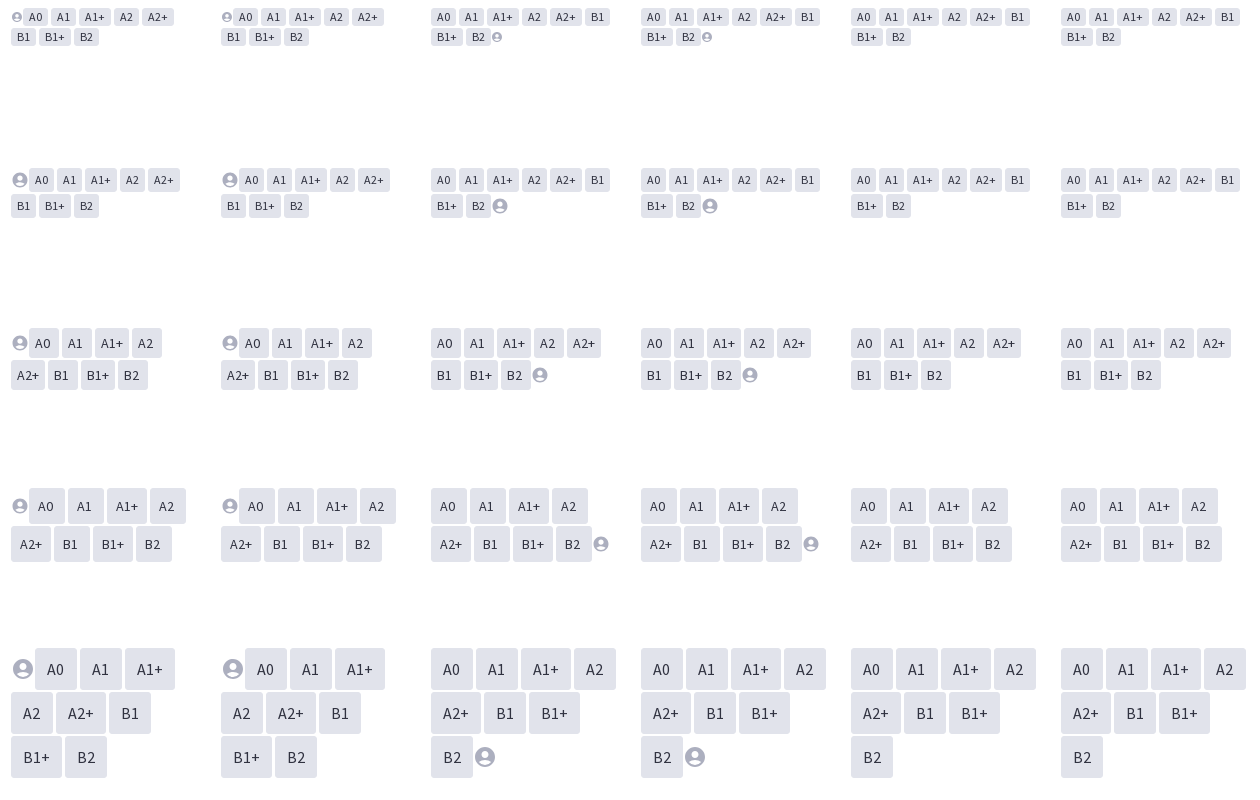 A0 A1 A1+ A2 A2+ A0 A1 A1+ A2 A2+ A0 A1 A1+ A2 A2+ B1 A0 A1 A1+ A2 A2+ B1 A0 A1 A1+ A2 A2+ B1 A0 A1 A1+ A2 A2+ B1
B1 B1+ B2 B1 B1+ B2 B1+ B2 B1+ B2 B1+ B2 B1+ B2
A0 A1 A1+ A2 A2+ A0 A1 A1+ A2 A2+ A0 A1 A1+ A2 A2+ B1 A0 A1 A1+ A2 A2+ B1 A0 A1 A1+ A2 A2+ B1 A0 A1 A1+ A2 A2+ B1
B1 B1+ B2 B1 B1+ B2 B1+ B2 B1+ B2 B1+ B2 B1+ B2
A0 A1 A1+ A2 A0 A1 A1+ A2 A0 A1 A1+ A2 A2+ A0 A1 A1+ A2 A2+ A0 A1 A1+ A2 A2+ A0 A1 A1+ A2 A2+
A2+ B1 B1+ B2 A2+ B1 B1+ B2 B1 B1+ B2 B1 B1+ B2 B1 B1+ B2 B1 B1+ B2
A0 A1 A1+ A2 A0 A1 A1+ A2 A0 A1 A1+ A2 A0 A1 A1+ A2 A0 A1 A1+ A2 A0 A1 A1+ A2
A2+ B1 B1+ B2 A2+ B1 B1+ B2 A2+ B1 B1+ B2 A2+ B1 B1+ B2 A2+ B1 B1+ B2 A2+ B1 B1+ B2
A0 A1 A1+ A0 A1 A1+ A0 A1 A1+ A2 A0 A1 A1+ A2 A0 A1 A1+ A2 A0 A1 A1+ A2
A2 A2+ B1 A2 A2+ B1 A2+ B1 B1+ A2+ B1 B1+ A2+ B1 B1+ A2+ B1 B1+
B1+ B2 B1+ B2 B2 B2 B2 B2